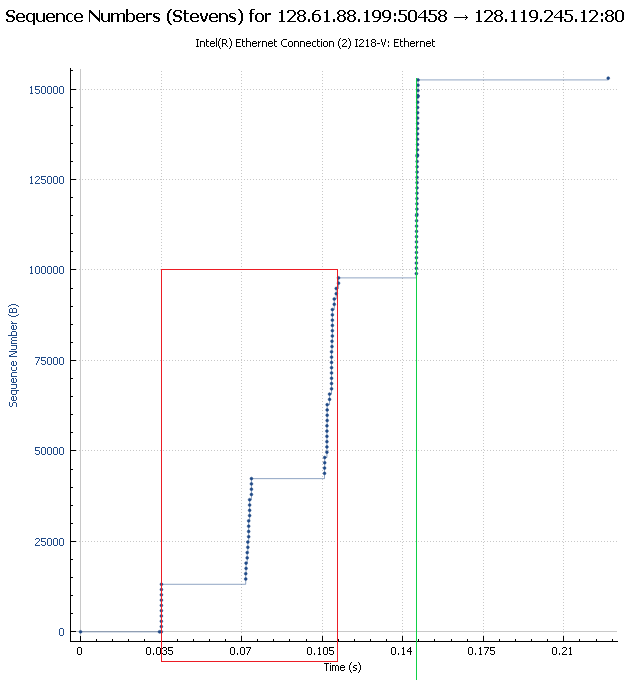 Sequence Numbers (Stevens) for 128.61.88.199:50458 → 128.119.245.12:80
Intel(R) Ethernet Connection (2) I218-V: Ethernet
150000
125000
100000
75000
50000
25000
0
Sequence Number (B)
0 0.035 0.07 0.105 0.14 0.175 0.21
Time (s)